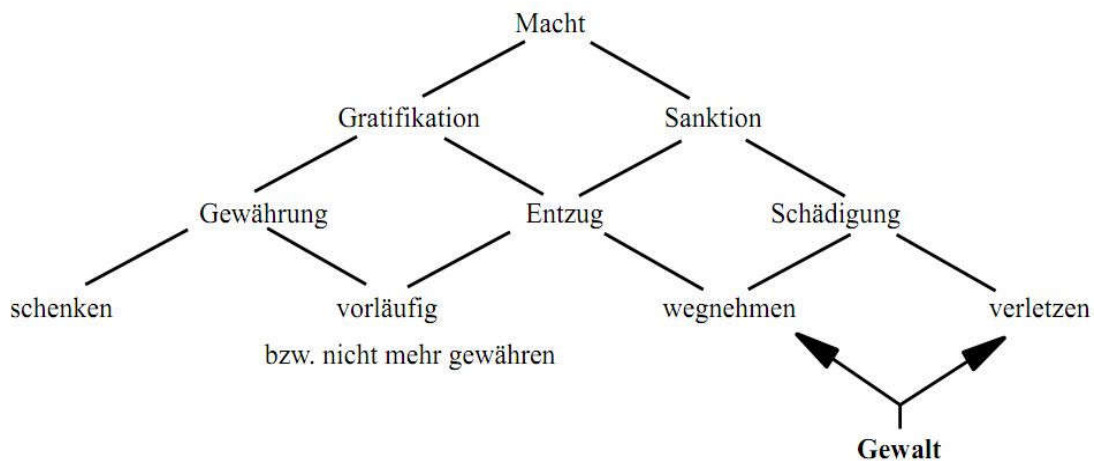 Macht
Gratifikation Sanktion
Gewährung Entzug Schädigung
schenken vorläufig wegnehmen verletzen
bzw. nicht mehr gewähren
Gewalt